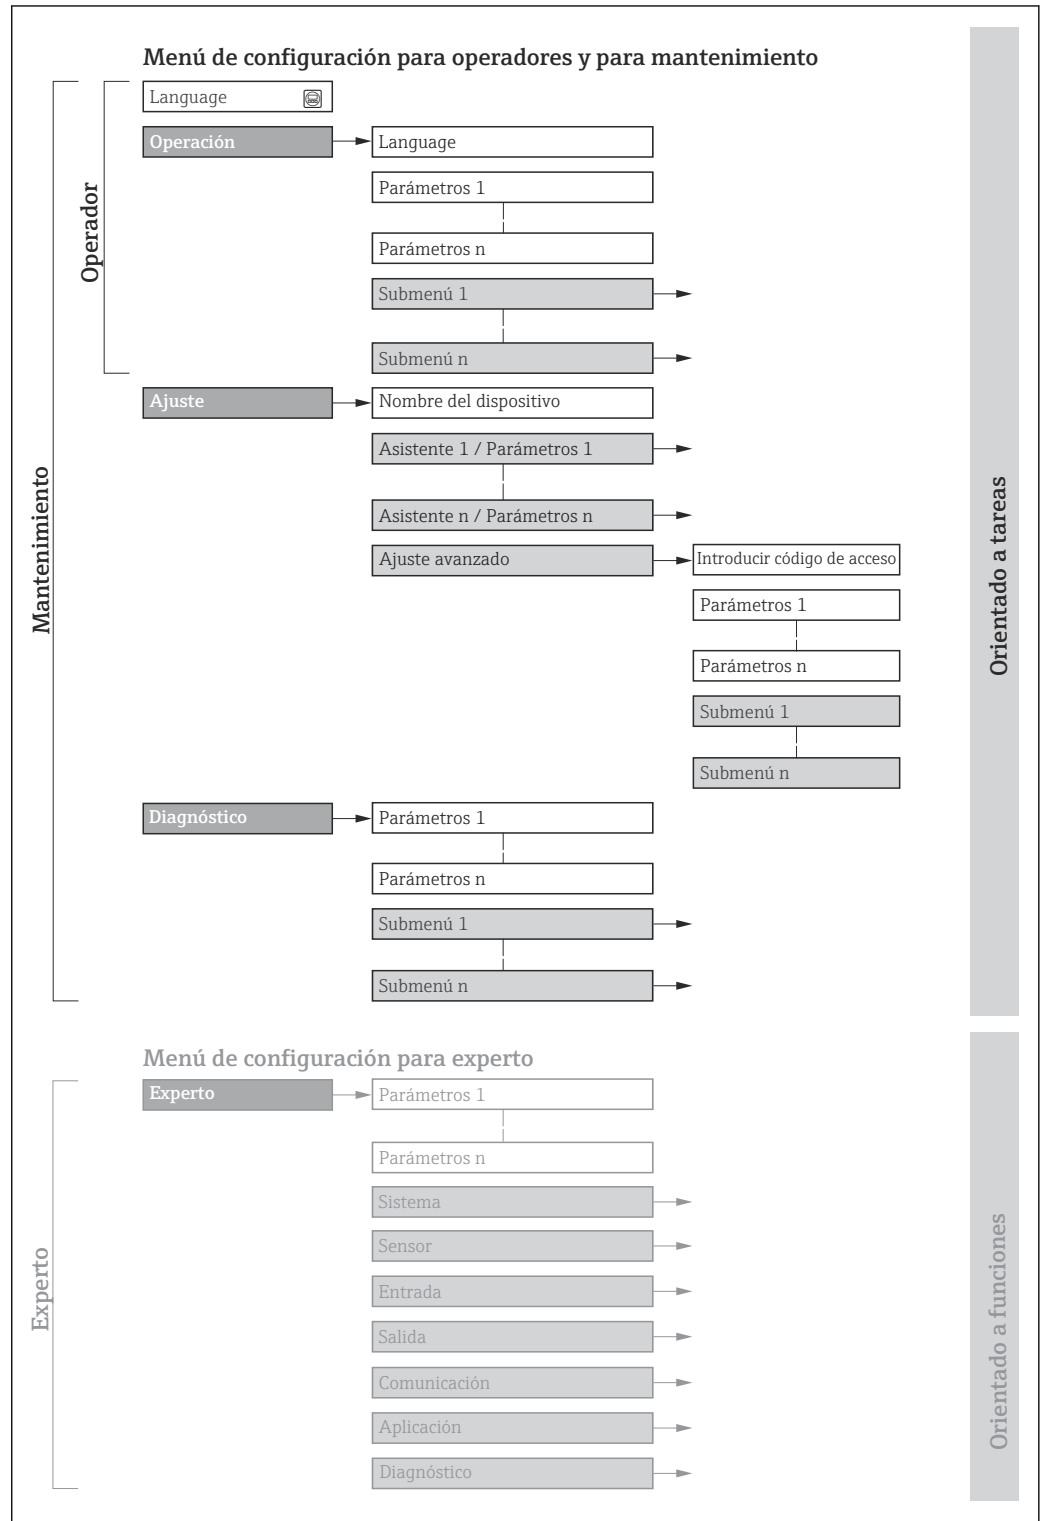 Menú de configuración para operadores y para mantenimiento
Language
Operación
Language
Parámetros 1
Parámetros n
Submenú 1
Submenú n
Operador
Ajuste
Nombre del dispositivo
Asistente 1 / Parámetros 1
Asistente n / Parámetros n
Ajuste avanzado
Introducir código de acceso
Parámetros 1
Parámetros n
Submenú 1
Submenú n
Mantenimiento
Diagnóstico
Parámetros 1
Parámetros n
Submenú 1
Submenú n
Orientado a tareas
Menú de configuración para experto
Experto
Parámetros 1
Parámetros n
Sistema
Sensor
Entrada
Salida
Comunicación
Aplicación
Diagnóstico
Experto
Orientado a funciones